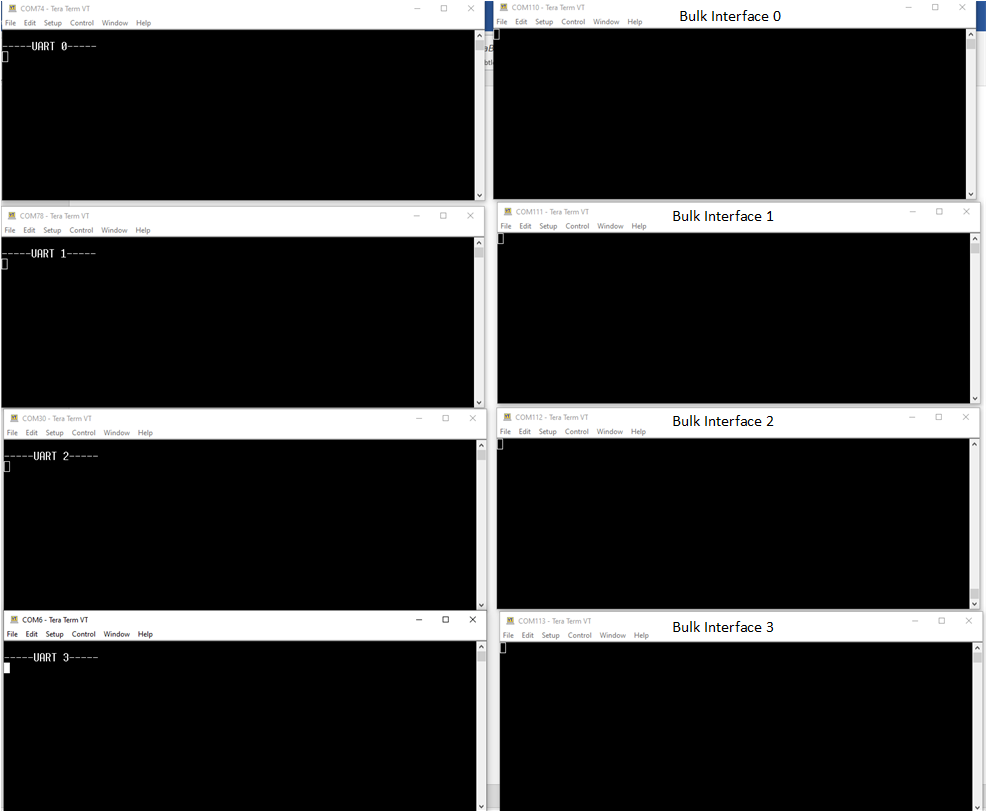 COM74 - Tera Term VT
File Edit Setup Control Window Help
-----UART 0-----
COM110 - Tera Term VT
Bulk Interface 0
File Edit Setup Control Window Help
COM78 - Tera Term VT
File Edit Setup Control Window Help
-----UART 1-----
COM111 - Tera Term VT
Bulk Interface 1
File Edit Setup Control Window Help
COM30 - Tera Term VT
File Edit Setup Control Window Help
-----UART 2-----
COM112 - Tera Term VT
Bulk Interface 2
File Edit Setup Control Window Help
COM6 - Tera Term VT
File Edit Setup Control Window Help
-----UART 3-----
COM113 - Tera Term VT
Bulk Interface 3
File Edit Setup Control Window Help